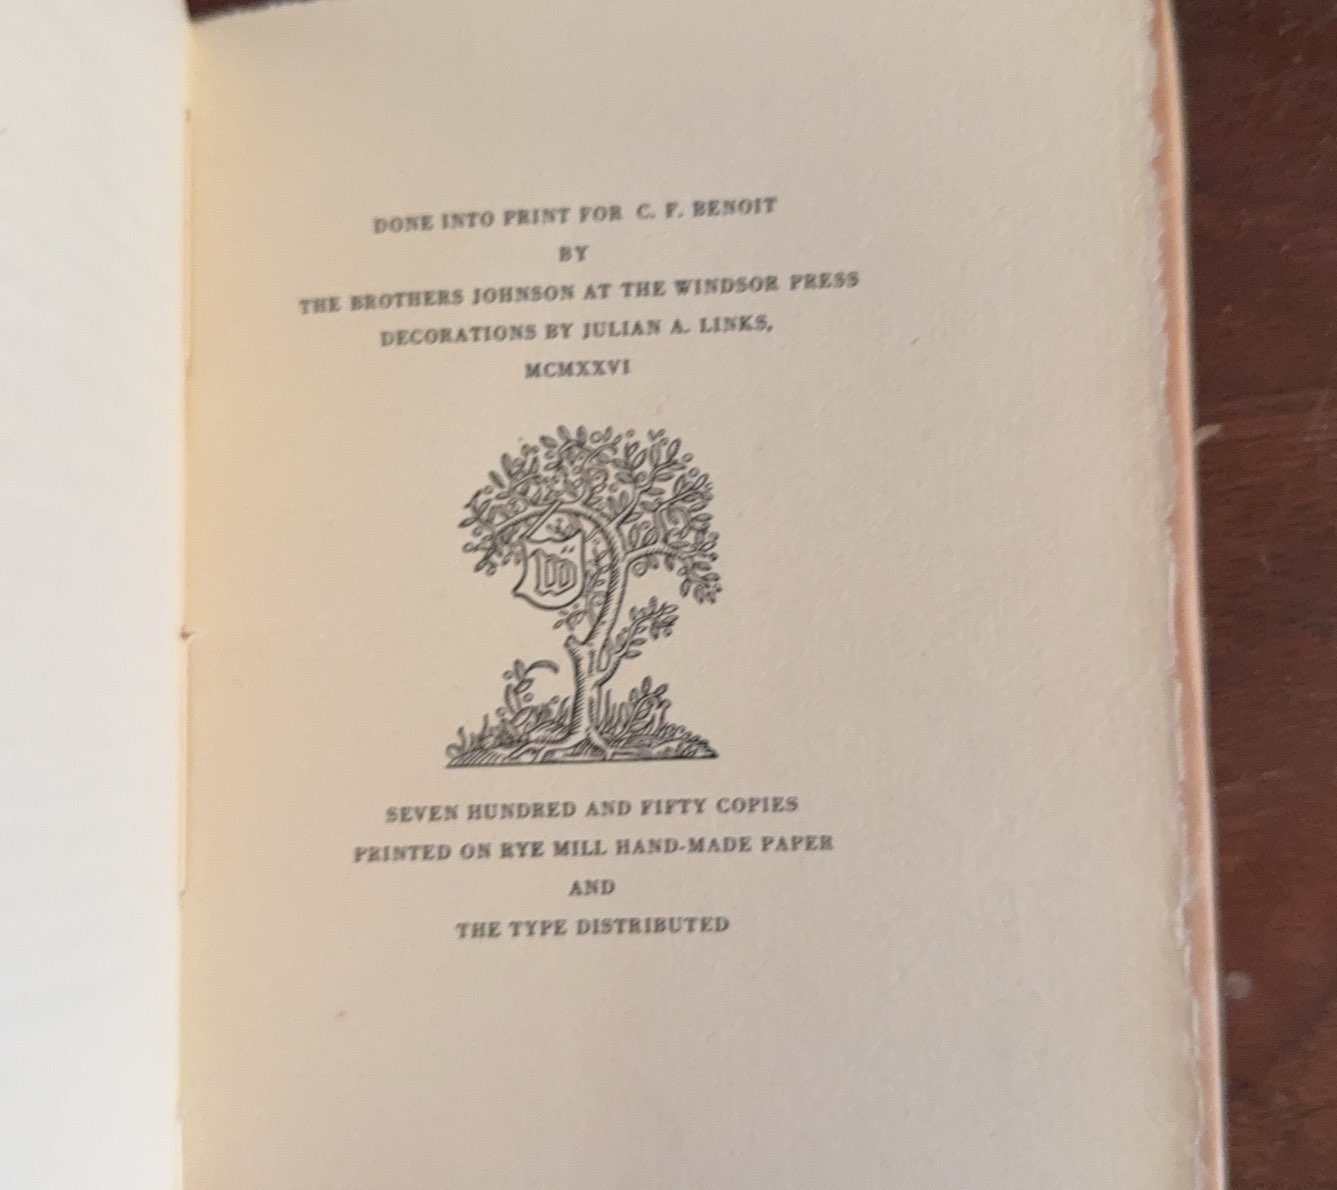 DONE INTO PRINT FOR C. F. BENOIT
BY
THE BROTHERS JOHNSON AT THE WINDSOR PRESS
DECORATIONS BY JULIAN A. LINKS,
MCMXXVI
W
SEVEN HUNDRED AND FIFTY COPIES
PRINTED ON RYE MILL HAND-MADE PAPER
AND
THE TYPE DISTRIBUTED